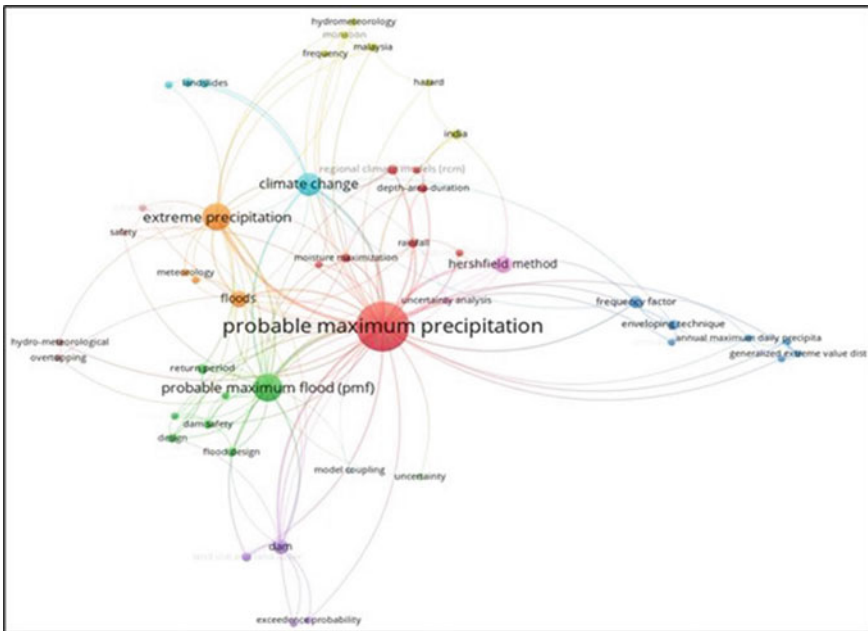 hydrometeorology
monsoon
malaysia
frequency
landslides
hazard
india
regional climate models (rcm)
climate change
depth-area-duration
extreme precipitation
safety
rainfall
moisture maximization
hershfield method
meteorology
floods
uncertainty analysis
frequency factor
probable maximum precipitation
enveloping technique
hydro-meteorological
annual maximum daily precipita
overtopping
generalized extreme value dist
return period
probable maximum flood (pmf)
dam safety
design
flood design
model coupling
uncertainty
dam
exceedence probability